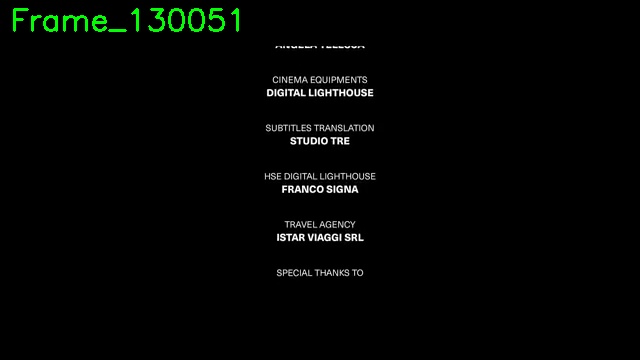 Frame_130051
CINEMA EQUIPMENTS
DIGITAL LIGHTHOUSE
SUBTITLES TRANSLATION
STUDIO TRE
HSE DIGITAL LIGHTHOUSE
FRANCO SIGNA
TRAVEL AGENCY
ISTAR VIAGGI SRL
SPECIAL THANKS TO